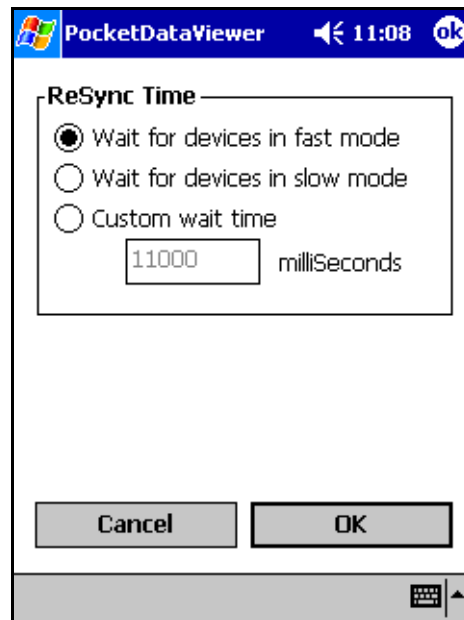 PocketDataViewer 11:08 ok
ReSync Time
Wait for devices in fast mode
Wait for devices in slow mode
Custom wait time
11000 milliSeconds
Cancel OK